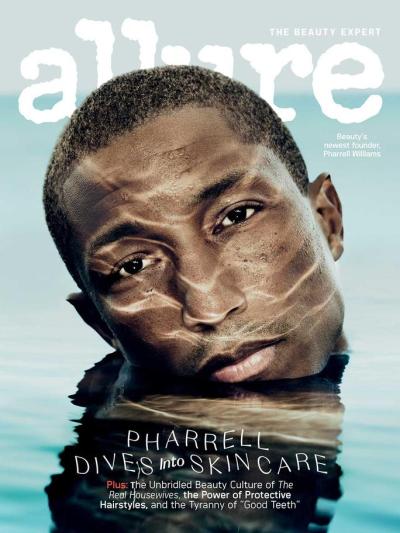 THE BEAUTY EXPERT
allure
Beauty's
newest founder,
Pharrell Williams
PHARRELL
DIVES Into SKIN CARE
Plus: The Unbridled Beauty Culture of The
Real Housewives, the Power of Protective
Hairstyles, and the Tyranny of "Good Teeth"